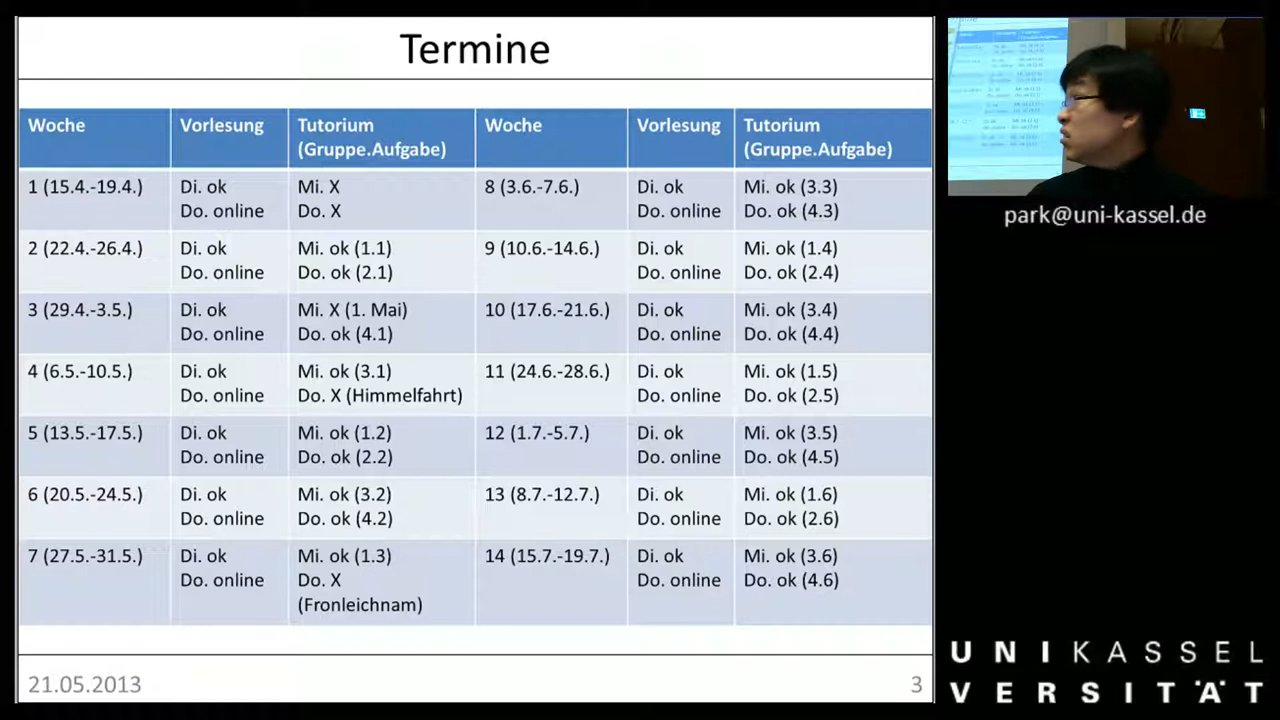 Termine
Woche Vorlesung Tutorium (Gruppe.Aufgabe) Woche Vorlesung Tutorium (Gruppe.Aufgabe)
1 (15.4.-19.4.) Di. ok Mi. X 8 (3.6.-7.6.) Di. ok Mi. ok (3.3)
Do. online Do. X Do. online Do. ok (4.3)
2 (22.4.-26.4.) Di. ok Mi. ok (1.1) 9 (10.6.-14.6.) Di. ok Mi. ok (1.4)
Do. online Do. ok (2.1) Do. online Do. ok (2.4)
3 (29.4.-3.5.) Di. ok Mi. X (1. Mai) 10 (17.6.-21.6.) Di. ok Mi. ok (3.4)
Do. online Do. ok (4.1) Do. online Do. ok (4.4)
4 (6.5.-10.5.) Di. ok Mi. ok (3.1) 11 (24.6.-28.6.) Di. ok Mi. ok (1.5)
Do. online Do. X (Himmelfahrt) Do. online Do. ok (2.5)
5 (13.5.-17.5.) Di. ok Mi. ok (1.2) 12 (1.7.-5.7.) Di. ok Mi. ok (3.5)
Do. online Do. ok (2.2) Do. online Do. ok (4.5)
6 (20.5.-24.5.) Di. ok Mi. ok (3.2) 13 (8.7.-12.7.) Di. ok Mi. ok (1.6)
Do. online Do. ok (4.2) Do. online Do. ok (2.6)
7 (27.5.-31.5.) Di. ok Mi. ok (1.3) 14 (15.7.-19.7.) Di. ok Mi. ok (3.6)
Do. online Do. X Do. online Do. ok (4.6)
(Fronleichnam)
21.05.2013 3
park@uni-kassel.de
UNIKASSEL
VERSITÄT